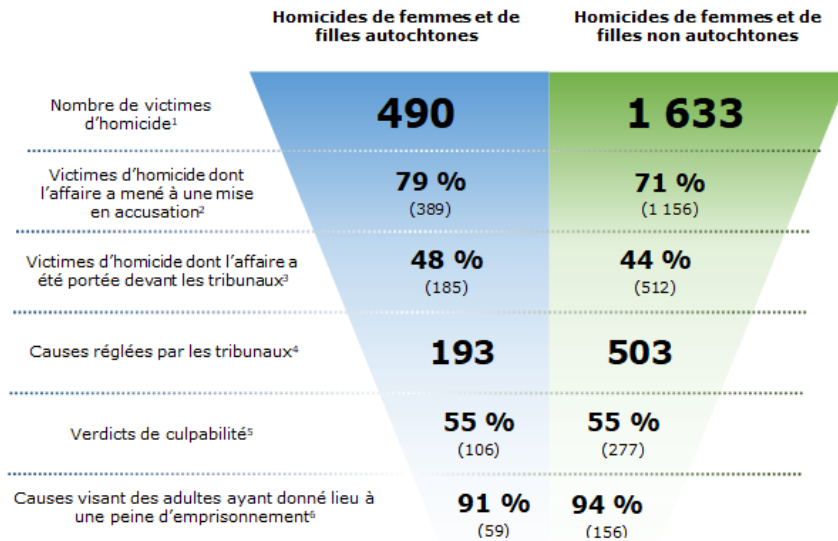 Homicides de femmes et de
filles autochtones
Homicides de femmes et de
filles non autochtones
Nombre de victimes
d'homicide¹
490
1 633
Victimes d'homicide dont
l'affaire a mené à une mise
en accusation²
79 %
(389)
71 %
(1 156)
Victimes d'homicide dont l'affaire a
été portée devant les tribunaux³
48 %
(185)
44 %
(512)
Causes réglées par les tribunaux⁴
193
503
Verdicts de culpabilité⁵
55 %
(106)
55 %
(277)
Causes visant des adultes ayant donné lieu à
une peine d'emprisonnement⁶
91 %
(59)
94 %
(156)